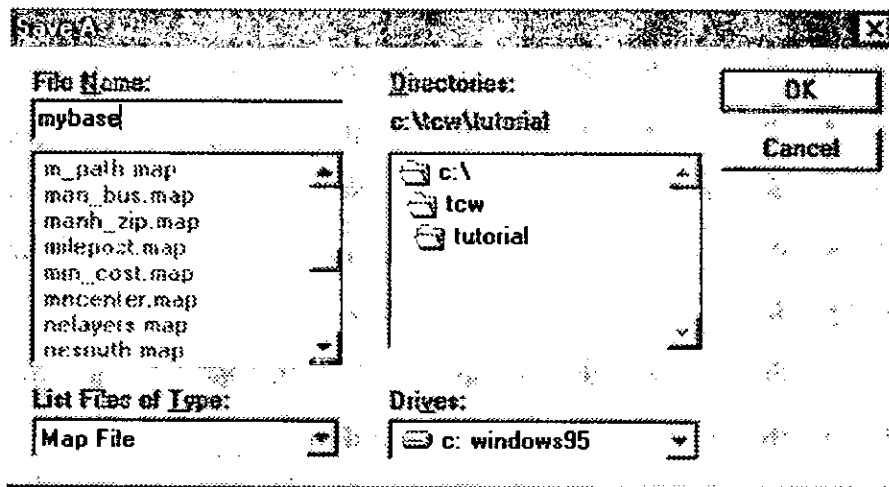 Save As
File Name:
mybase
m_path.map
man_bus.map
manh_zip.map
milepost.map
min_cost.map
mncenter.map
nelayers.map
nesouth.map
List Files of Type:
Map File
Directories:
c:\tcw\tutorial
c:\
tcw
tutorial
Drives:
c: windows95
OK
Cancel